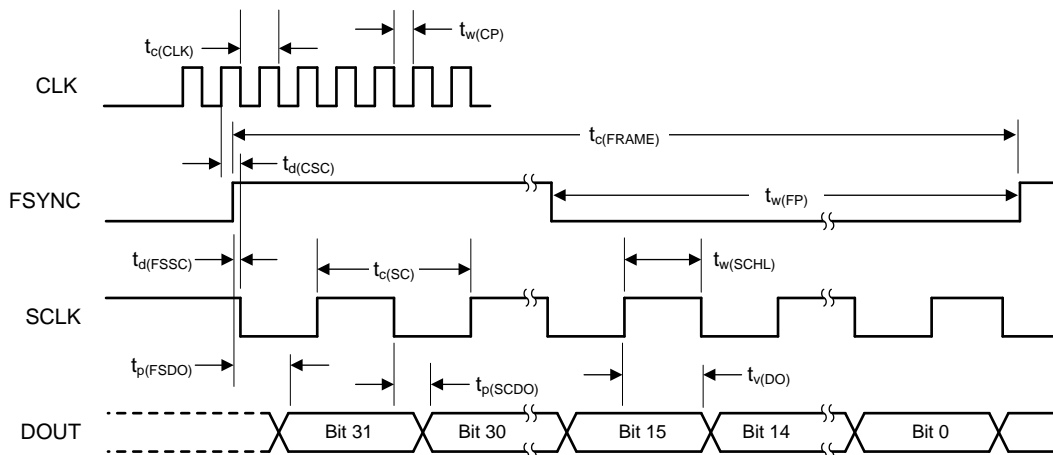 t_c(CLK)
t_w(CP)
CLK
t_c(FRAME)
t_d(CSC)
FSYNC
t_w(FP)
t_d(FSSC)
t_c(SC)
t_w(SCHL)
SCLK
t_p(FSDO)
t_p(SCDO)
t_v(DO)
DOUT Bit 31 Bit 30 Bit 15 Bit 14 Bit 0